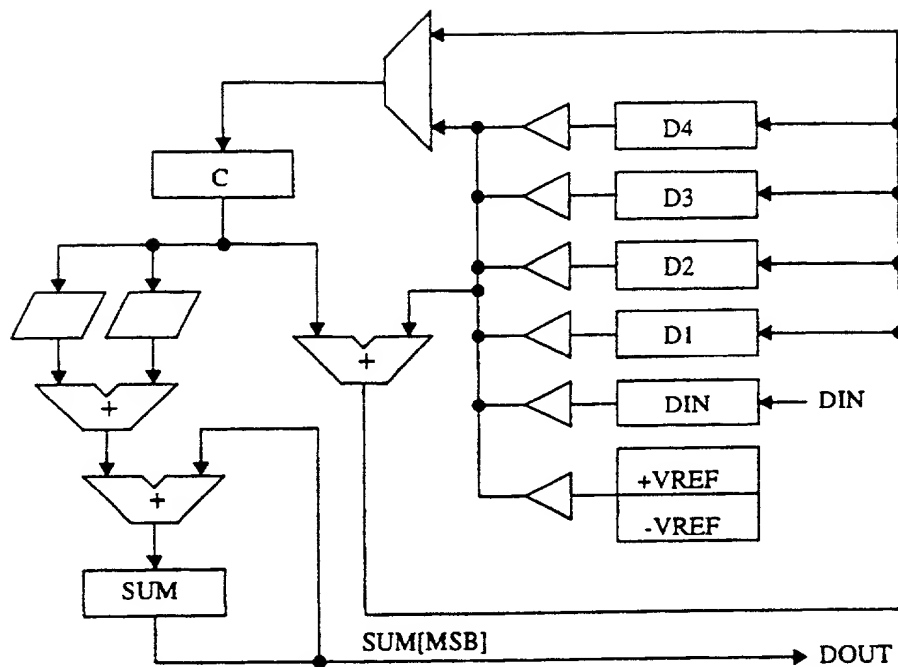 D4
C
D3
D2
D1
+
+
DIN
DIN
+
+VREF
-VREF
SUM
SUM[MSB]
DOUT